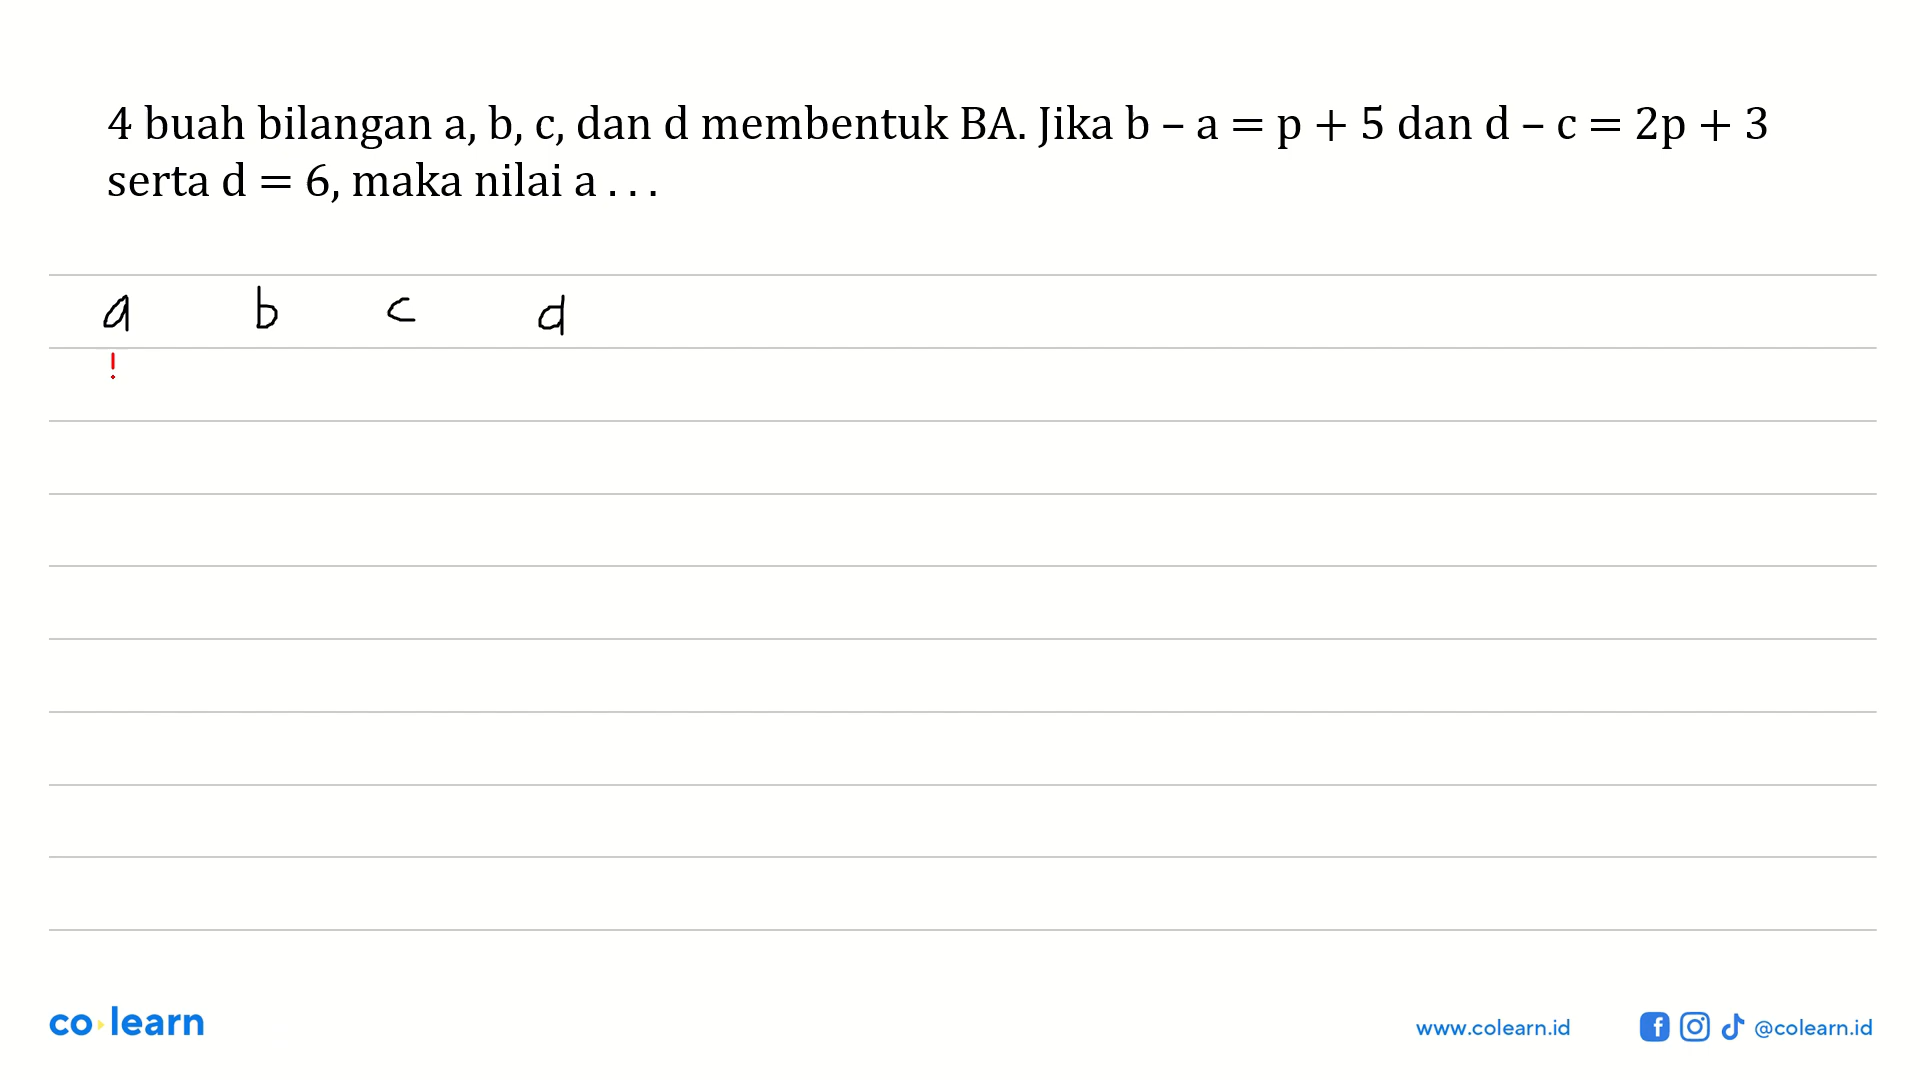 4 buah bilangan a, b, c, dan d membentuk BA. Jika b – a = p + 5 dan d – c = 2p + 3
serta d = 6, maka nilai a . . .
a b c d
!
co learn
www.colearn.id @colearn.id